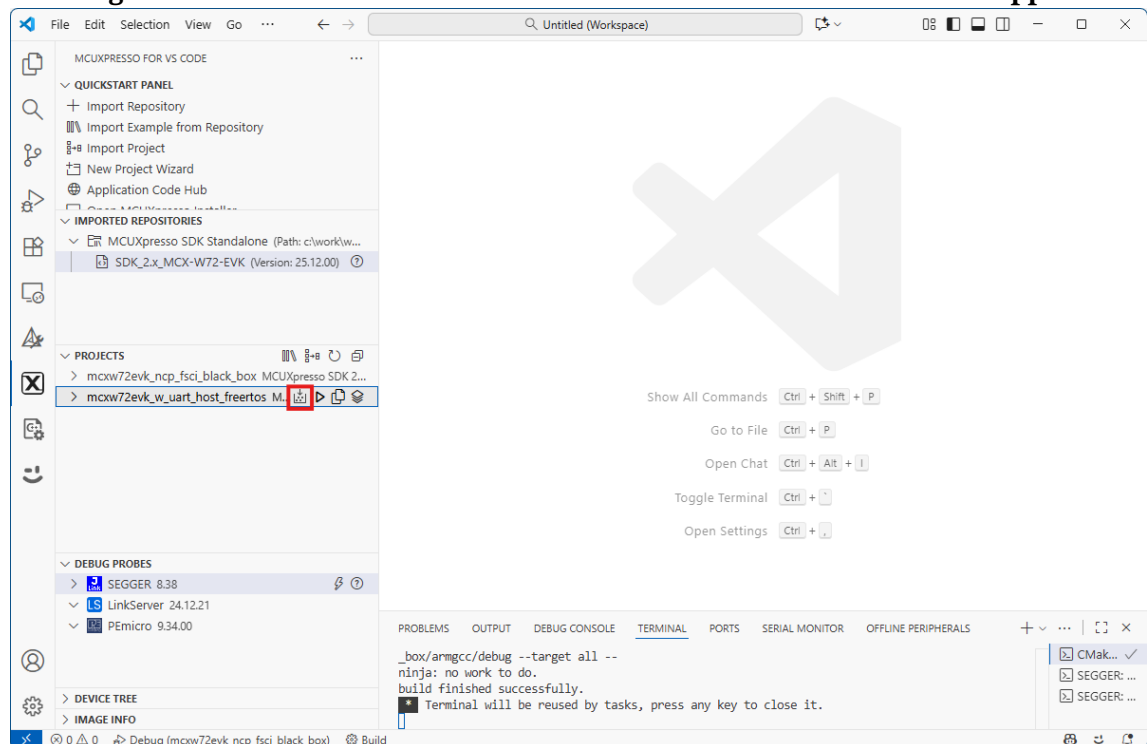 File Edit Selection View Go ··· Untitled (Workspace)
MCUXPRESSO FOR VS CODE
QUICKSTART PANEL
Import Repository
Import Example from Repository
Import Project
New Project Wizard
Application Code Hub
Open MCUXpresso Installer
IMPORTED REPOSITORIES
MCUXpresso SDK Standalone (Path: c:\work\w...
SDK_2.x_MCX-W72-EVK (Version: 25.12.00)
PROJECTS
mcxw72evk_ncp_fsci_black_box MCUXpresso SDK 2...
mcxw72evk_w_uart_host_freertos M..
DEBUG PROBES
SEGGER 8.38
LinkServer 24.12.21
PEmicro 9.34.00
DEVICE TREE
IMAGE INFO
Show All Commands Ctrl + Shift + P
Go to File Ctrl + P
Open Chat Ctrl + Alt + I
Toggle Terminal Ctrl + `
Open Settings Ctrl + ,
PROBLEMS OUTPUT DEBUG CONSOLE TERMINAL PORTS SERIAL MONITOR OFFLINE PERIPHERALS
_box/armgcc/debug --target all --
ninja: no work to do.
build finished successfully.
* Terminal will be reused by tasks, press any key to close it.
CMak...
SEGGER: ...
SEGGER: ...
0 0 Debug (mcxw72evk_ncp_fsci_black_box) Build